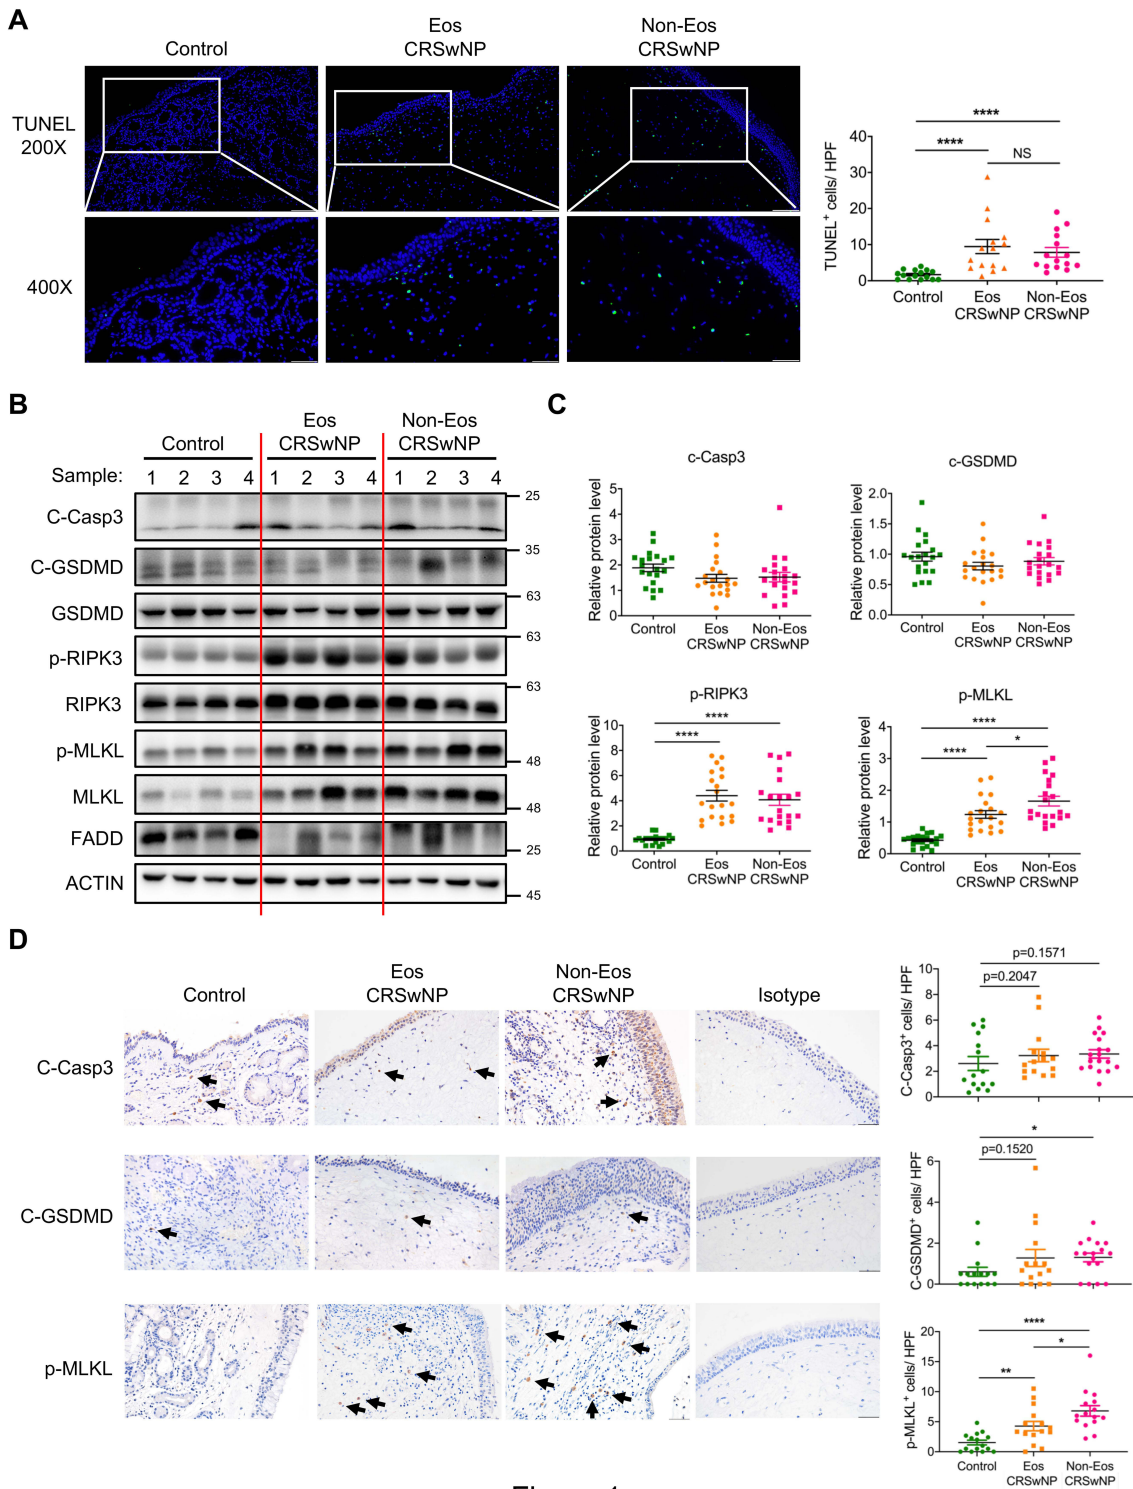 A
Control
Eos
CRSwNP
Non-Eos
CRSwNP
TUNEL
200X
400X
TUNEL+ cells/ HPF
40
30
20
10
0
****
****
NS
Control
Eos
CRSwNP
Non-Eos
CRSwNP
B
Control
Eos
CRSwNP
Non-Eos
CRSwNP
Sample: 1 2 3 4 1 2 3 4 1 2 3 4
C-Casp3
25
C-GSDMD
35
GSDMD
63
p-RIPK3
63
RIPK3
63
p-MLKL
48
MLKL
48
FADD
25
ACTIN
45
C
c-Casp3
Relative protein level
5
4
3
2
1
0
Control
Eos
CRSwNP
Non-Eos
CRSwNP
c-GSDMD
Relative protein level
2.0
1.5
1.0
0.5
0.0
Control
Eos
CRSwNP
Non-Eos
CRSwNP
p-RIPK3
Relative protein level
10
8
6
4
2
0
****
****
Control
Eos
CRSwNP
Non-Eos
CRSwNP
p-MLKL
Relative protein level
4
3
2
1
0
****
****
*
Control
Eos
CRSwNP
Non-Eos
CRSwNP
D
Control
Eos
CRSwNP
Non-Eos
CRSwNP
Isotype
C-Casp3
C-GSDMD
p-MLKL
C-Casp3+ cells/ HPF
10
8
6
4
2
0
p=0.1571
p=0.2047
C-GSDMD+ cells/ HPF
6
4
2
0
*
p=0.1520
p-MLKL+ cells/ HPF
20
15
10
5
0
****
*
**
Control
Eos
CRSwNP
Non-Eos
CRSwNP